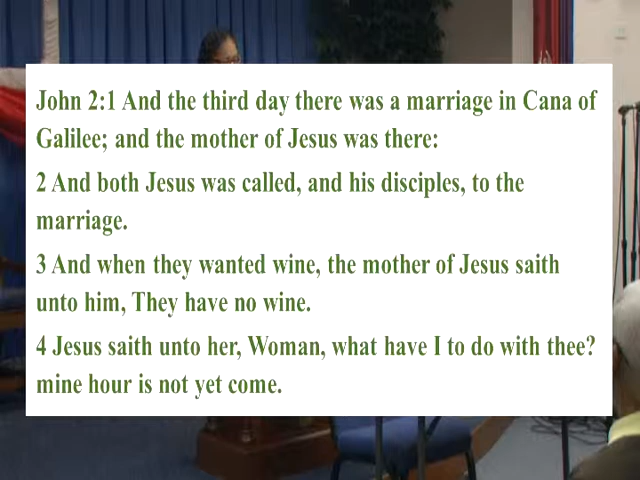 John 2:1 And the third day there was a marriage in Cana of
Galilee; and the mother of Jesus was there:
2 And both Jesus was called, and his disciples, to the
marriage.
3 And when they wanted wine, the mother of Jesus saith
unto him, They have no wine.
4 Jesus saith unto her, Woman, what have I to do with thee?
mine hour is not yet come.